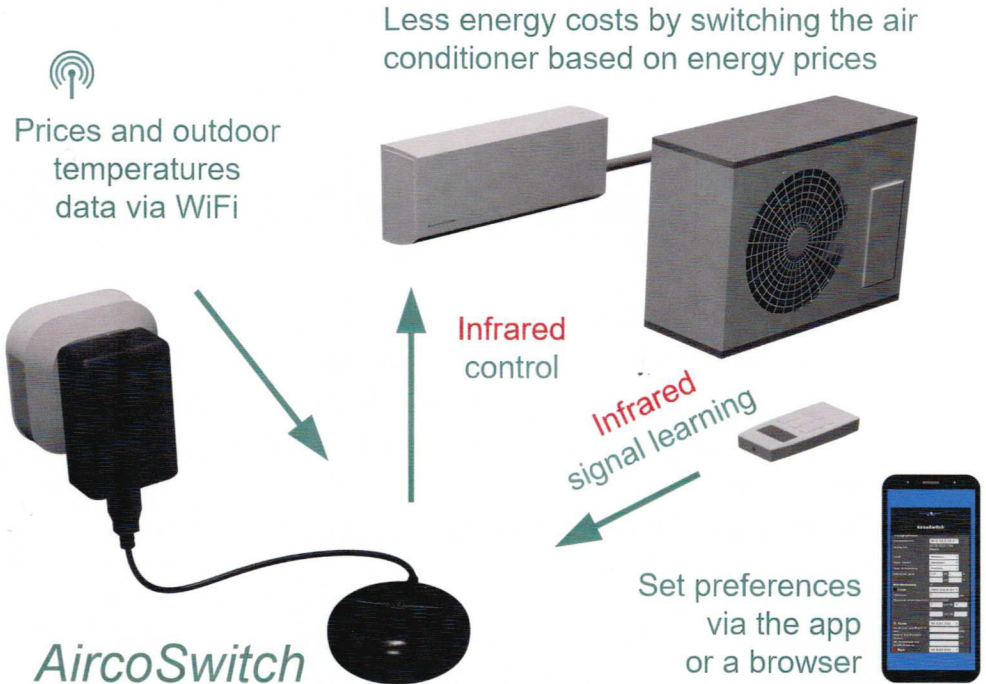 Less energy costs by switching the air
conditioner based on energy prices
Prices and outdoor
temperatures
data via WiFi
Infrared
control
Infrared
signal learning
Set preferences
via the app
or a browser
AircoSwitch
AircoSwitch